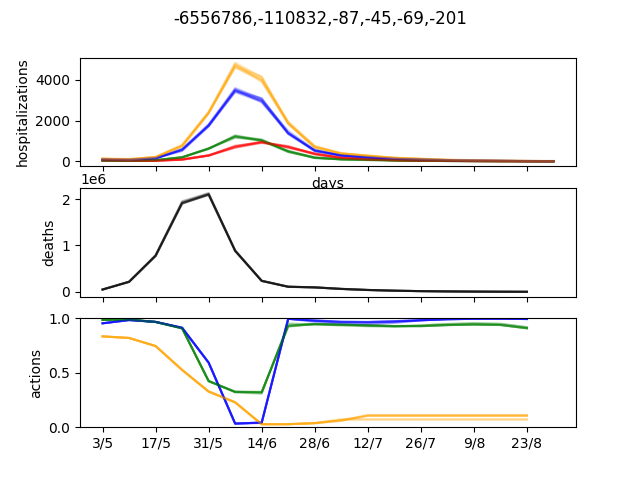 -6556786,-110832,-87,-45,-69,-201
hospitalizations
4000
2000
0
days
1e6
deaths
2
1
0
actions
1.0
0.5
0.0
3/5 17/5 31/5 14/6 28/6 12/7 26/7 9/8 23/8